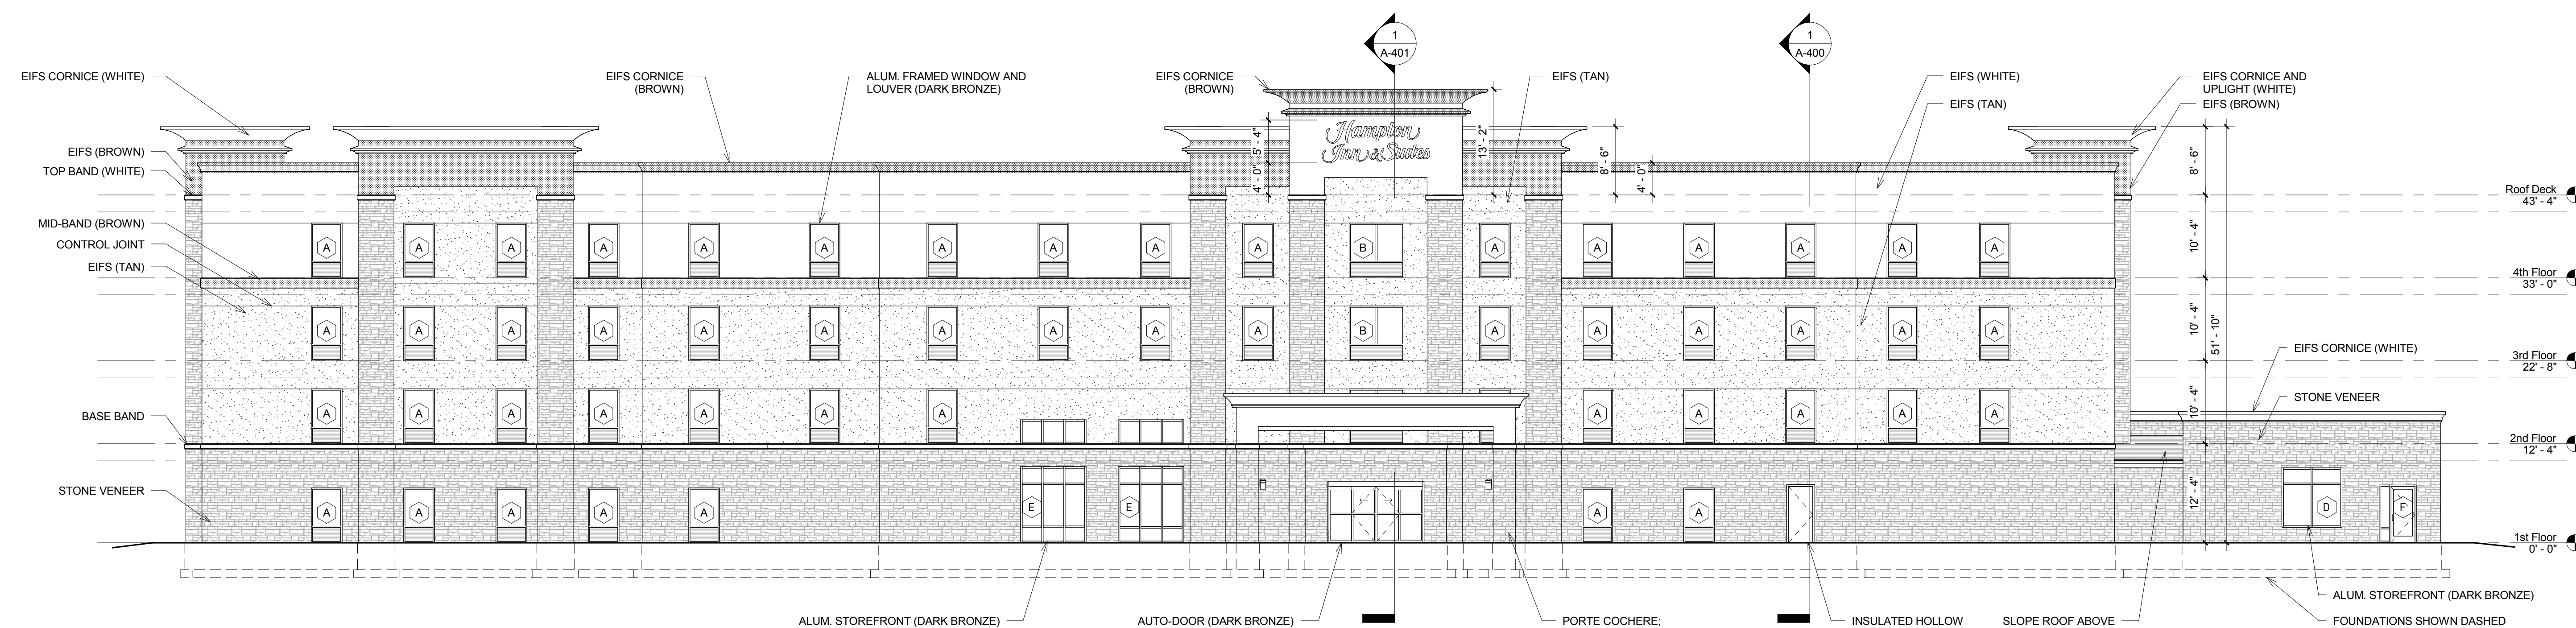 1
A-401
1
A-400
EIFS CORNICE (WHITE)
EIFS CORNICE
(BROWN)
ALUM. FRAMED WINDOW AND
LOUVER (DARK BRONZE)
EIFS CORNICE
(BROWN)
EIFS (TAN)
EIFS (WHITE)
EIFS CORNICE AND
UPLIGHT (WHITE)
EIFS (TAN)
EIFS (BROWN)
Hampton
Inn & Suites
5' - 4"
4' - 0"
13' - 2"
8' - 6"
4' - 0"
8' - 6"
EIFS (BROWN)
TOP BAND (WHITE)
Roof Deck
43' - 4"
MID-BAND (BROWN)
CONTROL JOINT
EIFS (TAN)
A A A A A A A A A A B A A A A A A
10' - 4"
4th Floor
33' - 0"
A A A A A A A A A A B A A A A A A
10' - 4"
51' - 10"
EIFS CORNICE (WHITE)
3rd Floor
22' - 8"
STONE VENEER
A A A A A A A A A A A A
10' - 4"
BASE BAND
2nd Floor
12' - 4"
STONE VENEER
A A A A A E E A A D F
12' - 4"
1st Floor
0' - 0"
ALUM. STOREFRONT (DARK BRONZE)
ALUM. STOREFRONT (DARK BRONZE)
AUTO-DOOR (DARK BRONZE)
PORTE COCHERE;
INSULATED HOLLOW
SLOPE ROOF ABOVE
FOUNDATIONS SHOWN DASHED